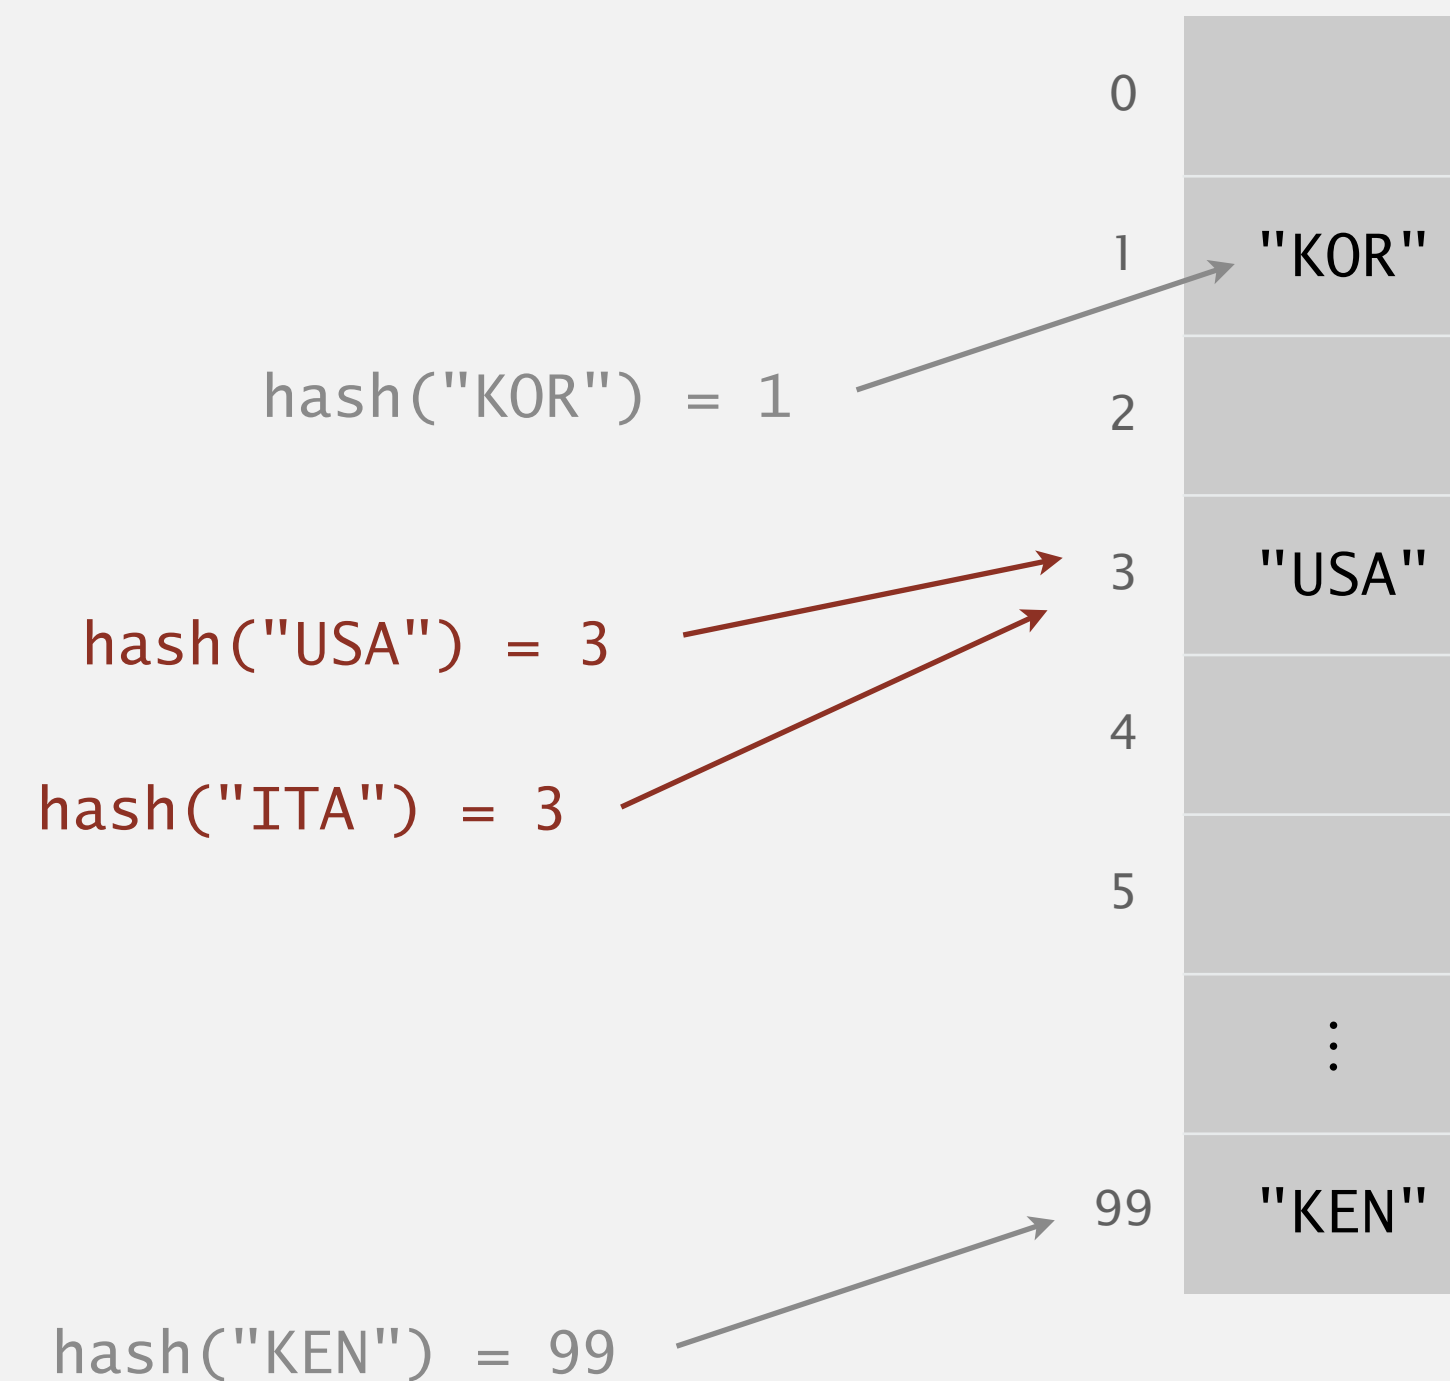 0
1 "KOR"
hash("KOR") = 1
2
3 "USA"
hash("USA") = 3
4
hash("ITA") = 3
5
⋮
99 "KEN"
hash("KEN") = 99